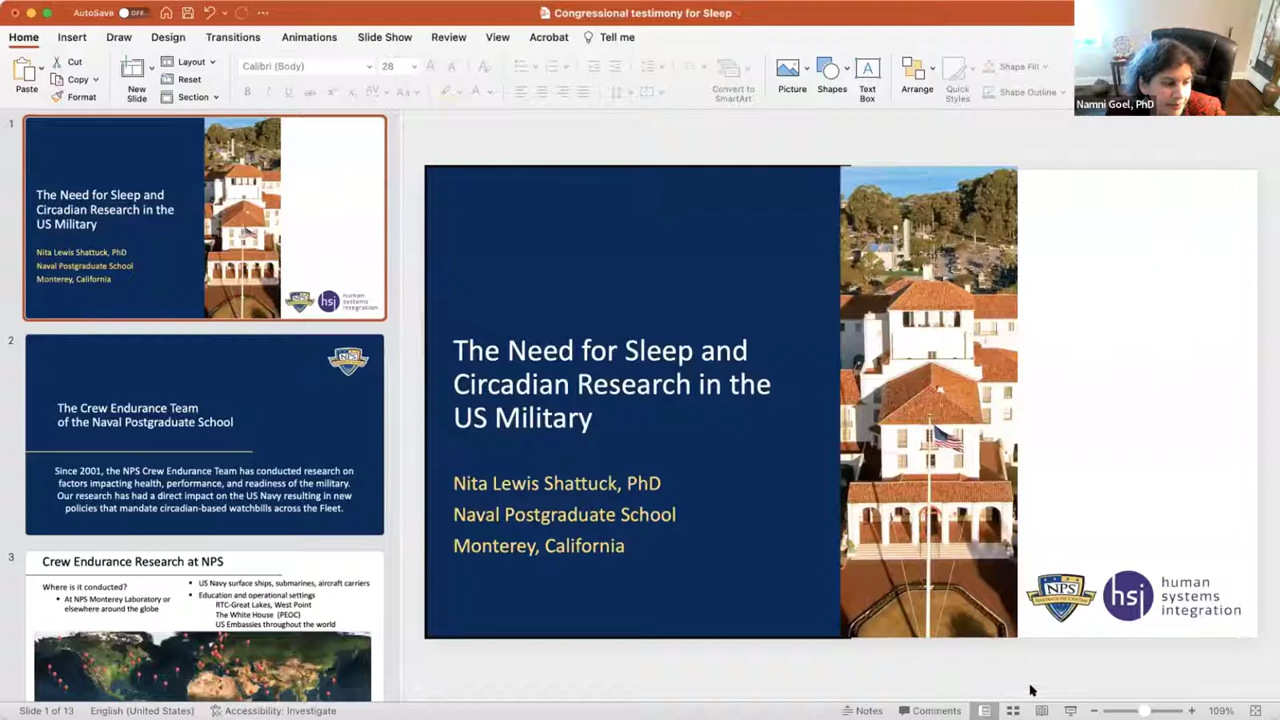 AutoSave
OFF
Congressional testimony for Sleep
Home Insert Draw Design Transitions Animations Slide Show Review View Acrobat Tell me
Paste
Cut
Copy
Format
New
Slide
Layout
Reset
Section
Calibri (Body)
28
Convert to
SmartArt
Picture
Shapes
Text
Box
Arrange
Quick
Styles
Shape Fill
Shape Outline
Namni Goel, PhD
1
The Need for Sleep and
Circadian Research in the
US Military
Nita Lewis Shattuck, PhD
Naval Postgraduate School
Monterey, California
NPS
hsi
human
systems
integration
2
NPS
The Crew Endurance Team
of the Naval Postgraduate School
Since 2001, the NPS Crew Endurance Team has conducted research on
factors impacting health, performance, and readiness of the military.
Our research has had a direct impact on the US Navy resulting in new
policies that mandate circadian-based watchbills across the Fleet.
3
Crew Endurance Research at NPS
Where is it conducted?
• At NPS Monterey Laboratory or
elsewhere around the globe
• US Navy surface ships, submarines, aircraft carriers
• Education and operational settings
RTC-Great Lakes, West Point
The White House (PEOC)
US Embassies throughout the world
The Need for Sleep and
Circadian Research in the
US Military
Nita Lewis Shattuck, PhD
Naval Postgraduate School
Monterey, California
NPS
hsi
human
systems
integration
Slide 1 of 13
English (United States)
Accessibility: Investigate
Notes
Comments
109%